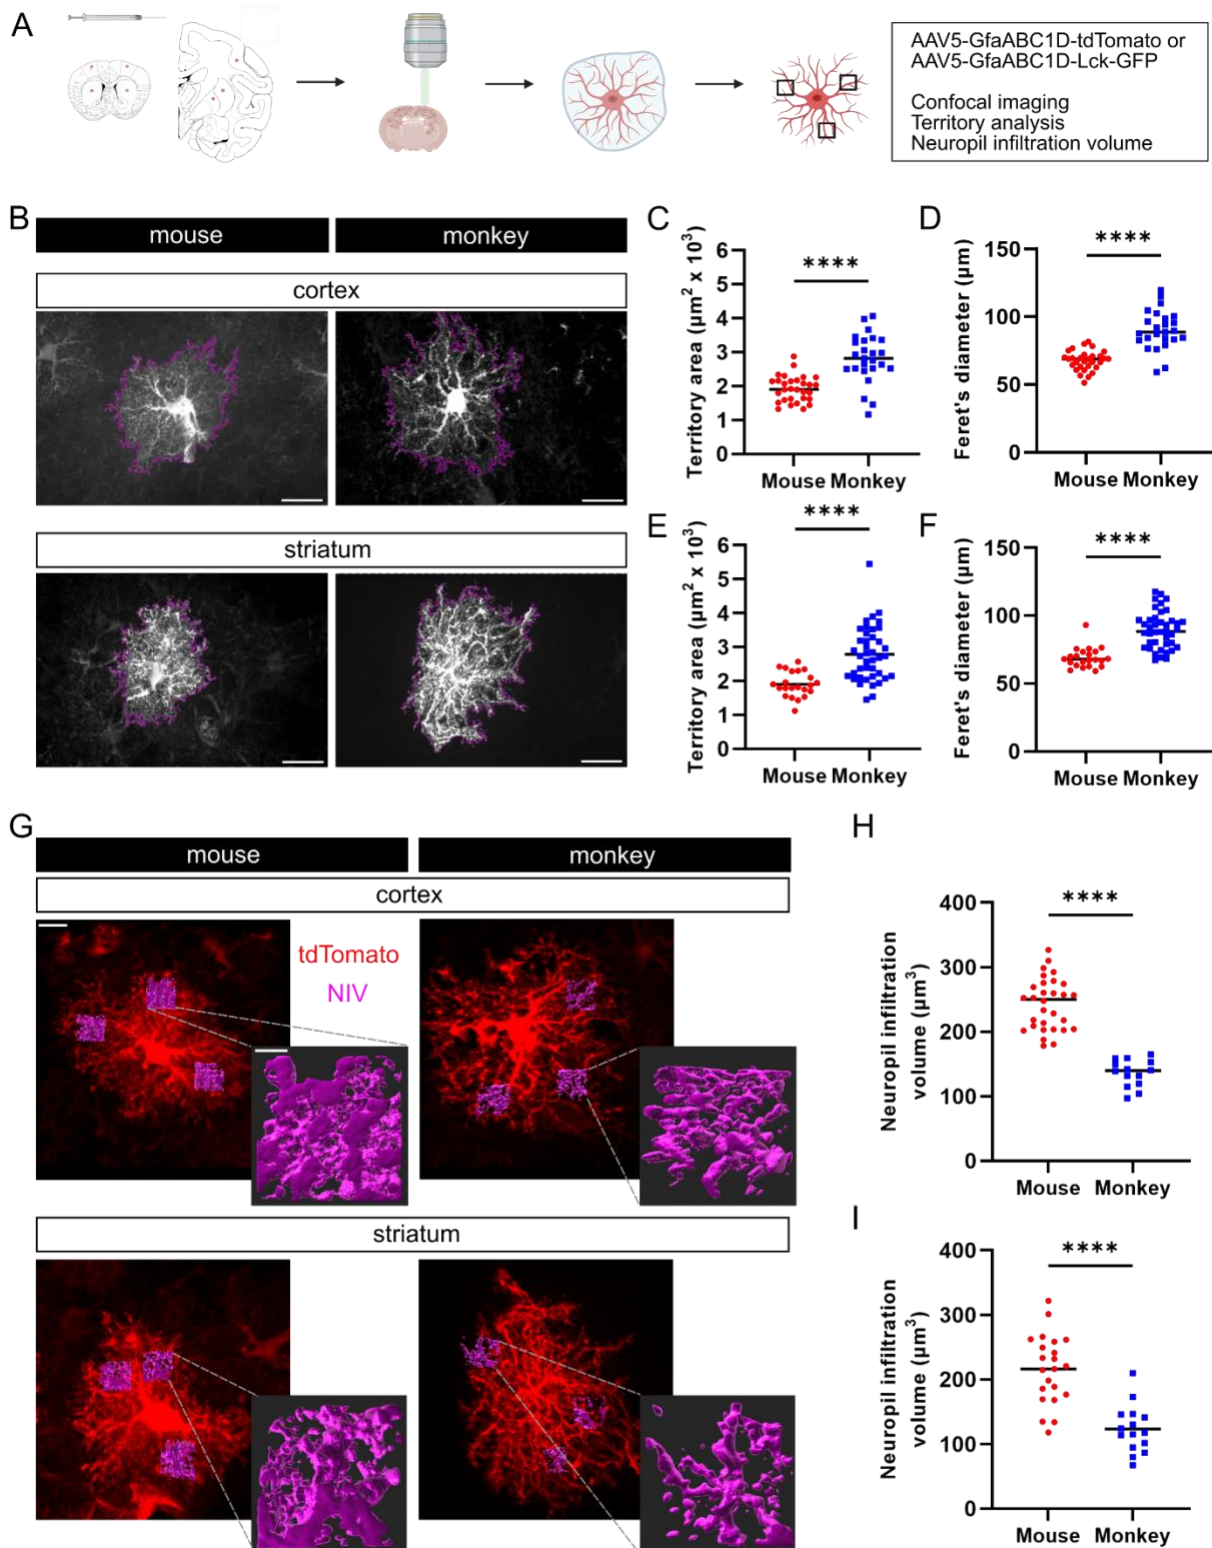 A
AAV5-GfaABC1D-tdTomato or
AAV5-GfaABC1D-Lck-GFP
Confocal imaging
Territory analysis
Neuropil infiltration volume
B
mouse
monkey
cortex
striatum
C
Territory area (µm² x 10³)
6
5
4
3
2
1
0
****
Mouse Monkey
D
Feret's diameter (µm)
150
100
50
0
****
Mouse Monkey
E
Territory area (µm² x 10³)
6
5
4
3
2
1
0
****
Mouse Monkey
F
Feret's diameter (µm)
150
100
50
0
****
Mouse Monkey
G
mouse
monkey
cortex
tdTomato
NIV
striatum
H
Neuropil infiltration
volume (µm³)
400
300
200
100
0
****
Mouse Monkey
I
Neuropil infiltration
volume (µm³)
400
300
200
100
0
****
Mouse Monkey